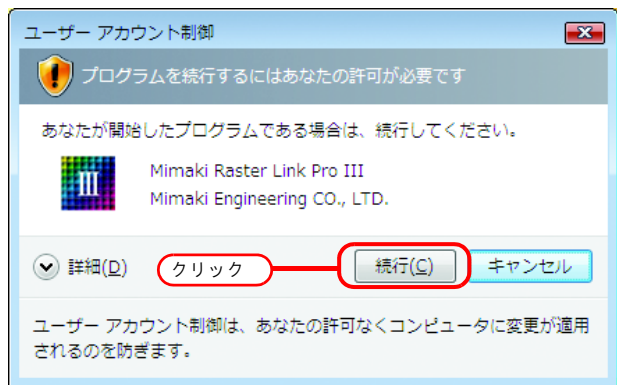 ユーザー アカウント制御
プログラムを続行するにはあなたの許可が必要です
あなたが開始したプログラムである場合は、続行してください。
III
Mimaki Raster Link Pro III
Mimaki Engineering CO., LTD.
詳細(D)
クリック
続行(C)
キャンセル
ユーザー アカウント制御は、あなたの許可なくコンピュータに変更が適用
されるのを防ぎます。